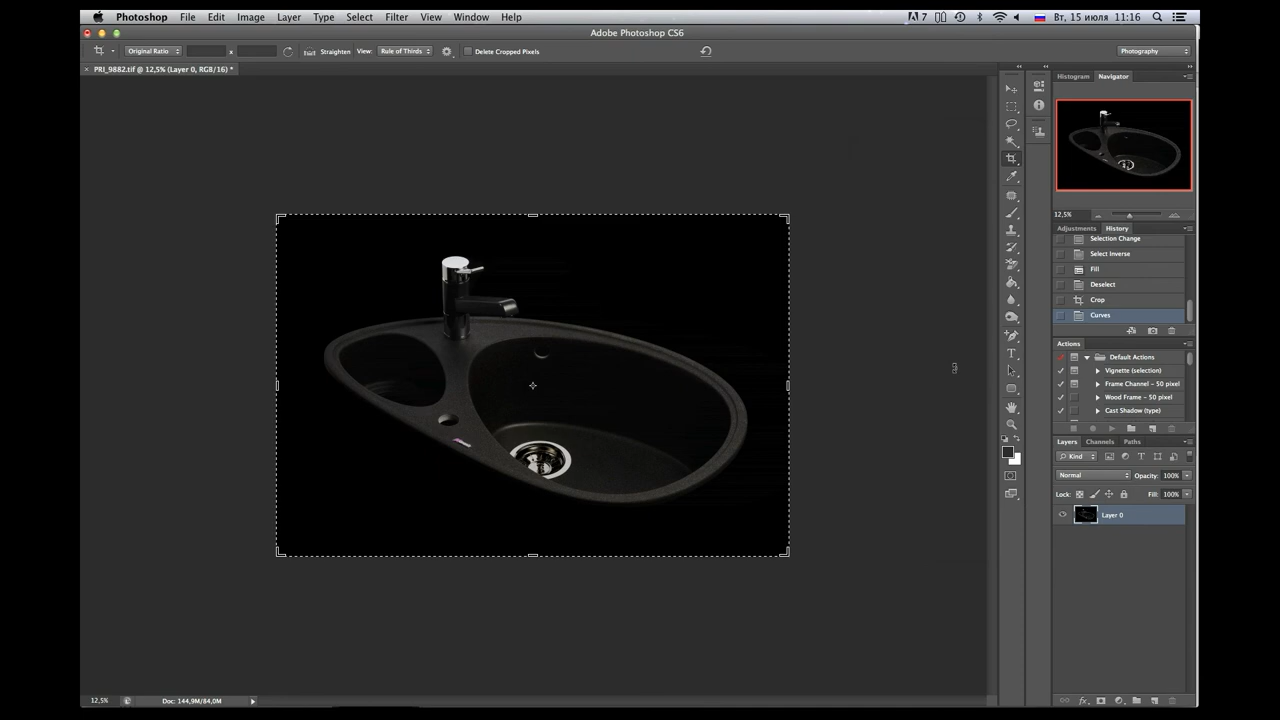 Photoshop File Edit Image Layer Type Select Filter View Window Help 7 Вт, 15 июля 11:16
Adobe Photoshop CS6
Original Ratio x Straighten View: Rule of Thirds Delete Cropped Pixels Photography
PRI_9882.tif @ 12,5% (Layer 0, RGB/16) *
Histogram Navigator
12,5%
Adjustments History
Selection Change
Select Inverse
Fill
Deselect
Crop
Curves
Actions
Default Actions
Vignette (selection)
Frame Channel – 50 pixel
Wood Frame – 50 pixel
Cast Shadow (type)
Layers Channels Paths
Kind
Normal Opacity: 100%
Lock: Fill: 100%
Layer 0
12,5% Doc: 144,9M/84,0M